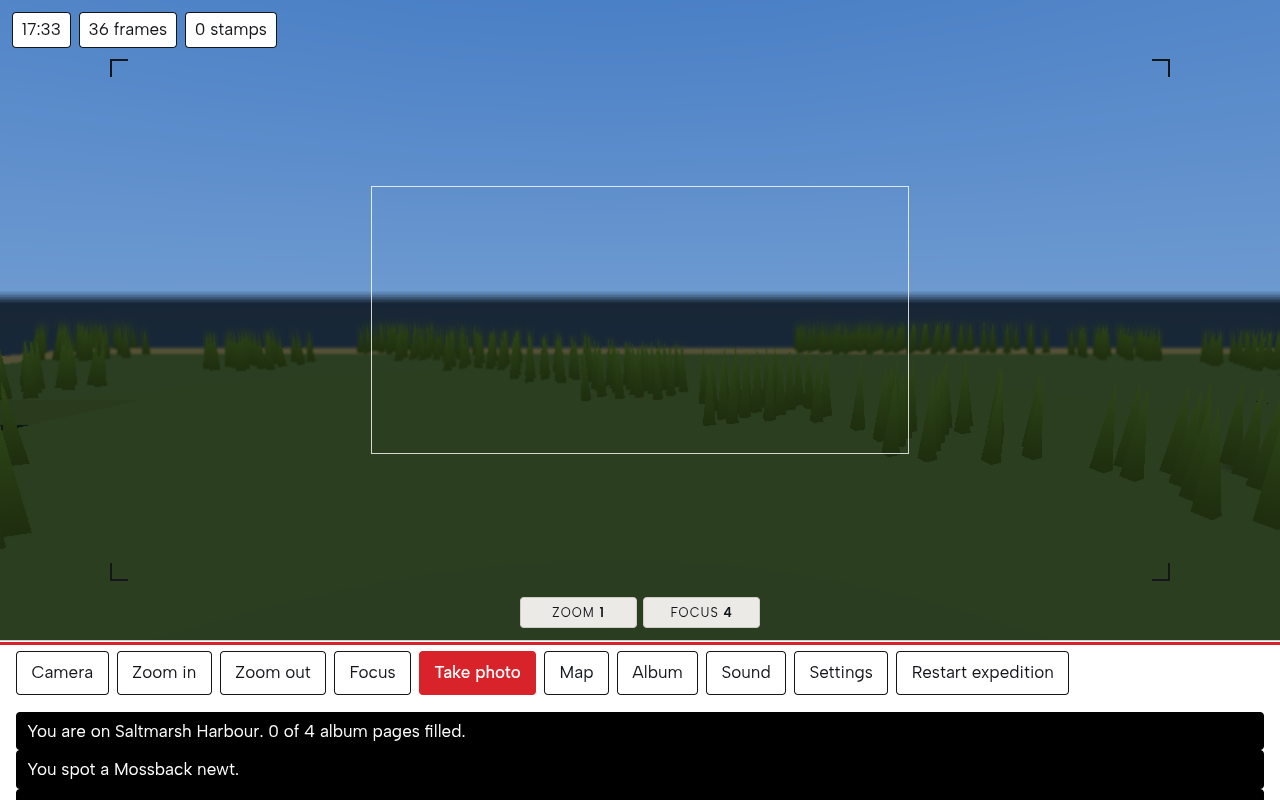 17:33 36 frames 0 stamps
ZOOM 1 FOCUS 4
Camera Zoom in Zoom out Focus Take photo Map Album Sound Settings Restart expedition
You are on Saltmarsh Harbour. 0 of 4 album pages filled.
You spot a Mossback newt.